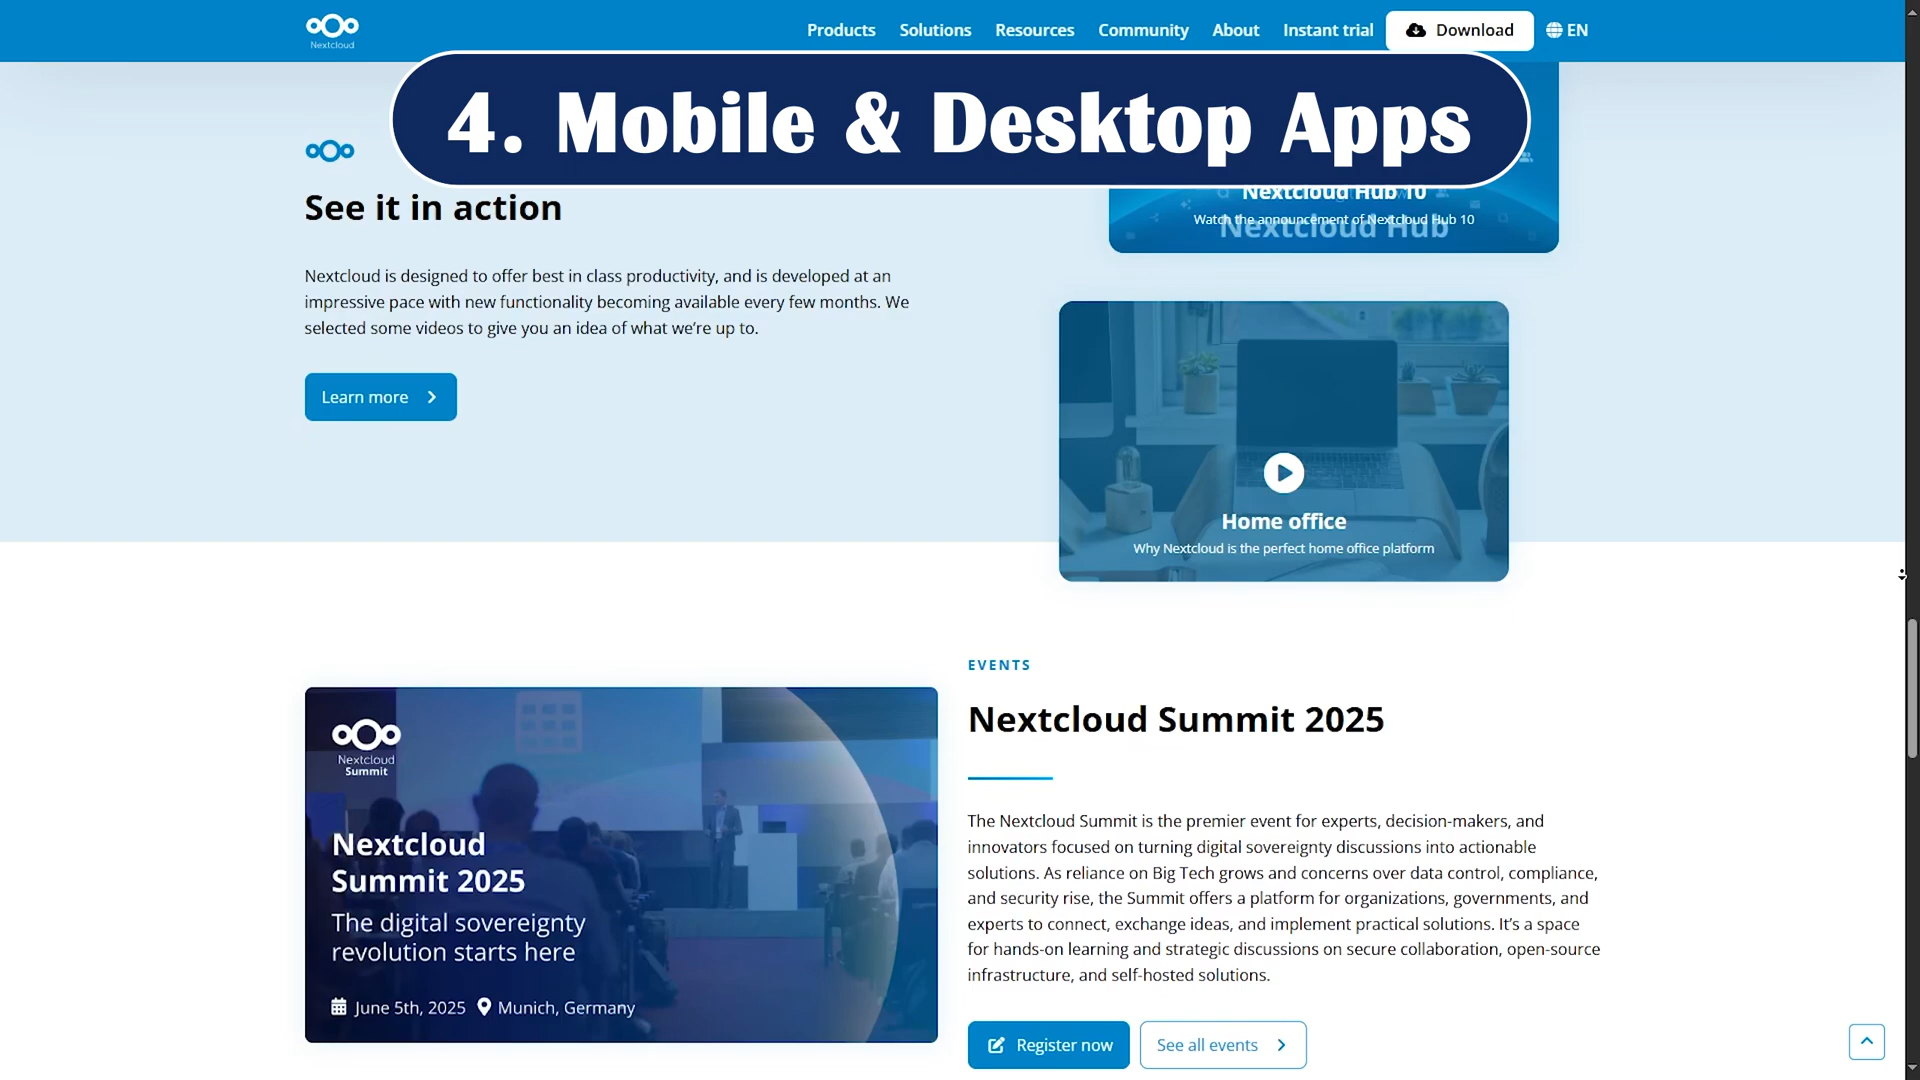 Nextcloud
Products
Solutions
Resources
Community
About
Instant trial
Download
EN
4. Mobile & Desktop Apps
See it in action
Nextcloud is designed to offer best in class productivity, and is developed at an
impressive pace with new functionality becoming available every few months. We
selected some videos to give you an idea of what we’re up to.
Learn more
Nextcloud Hub 10
Watch the announcement of Nextcloud Hub 10
Nextcloud Hub
Home office
Why Nextcloud is the perfect home office platform
Nextcloud
Summit
Nextcloud
Summit 2025
The digital sovereignty
revolution starts here
June 5th, 2025
Munich, Germany
EVENTS
Nextcloud Summit 2025
The Nextcloud Summit is the premier event for experts, decision-makers, and
innovators focused on turning digital sovereignty discussions into actionable
solutions. As reliance on Big Tech grows and concerns over data control, compliance,
and security rise, the Summit offers a platform for organizations, governments, and
experts to connect, exchange ideas, and implement practical solutions. It’s a space
for hands-on learning and strategic discussions on secure collaboration, open-source
infrastructure, and self-hosted solutions.
Register now
See all events